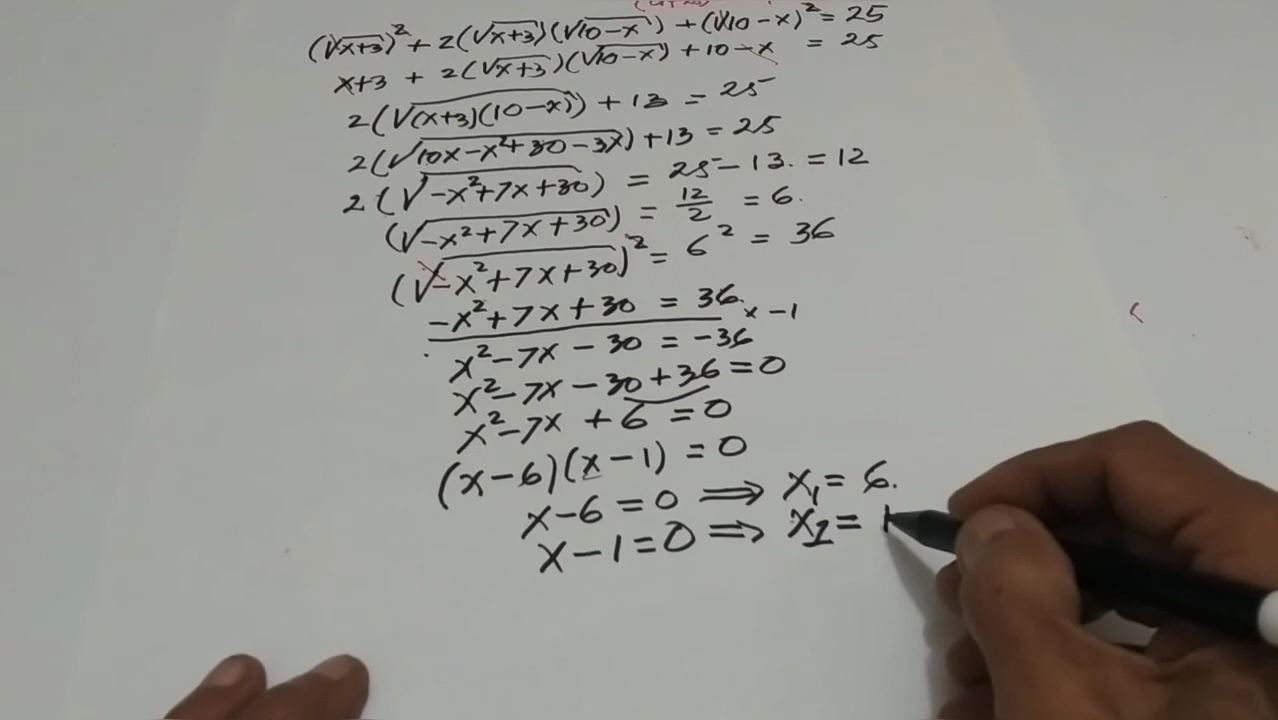 (√x+3)² + 2(√x+3)(√10-x) + (√10-x)² = 25
x+3 + 2(√x+3)(√10-x) + 10-x = 25
2(√(x+3)(10-x)) + 13 = 25
2(√10x-x²+30-3x) + 13 = 25
2(√-x²+7x+30) = 25-13. = 12
(√-x²+7x+30) = 12/2 = 6.
(√-x²+7x+30)² = 6² = 36
-x²+7x+30 = 36. x -1
x²-7x-30 = -36
x²-7x-30+36 = 0
x²-7x+6 = 0
(x-6)(x-1) = 0
x-6=0 ⟹ x₁ = 6.
x-1=0 ⟹ x₂ = 1